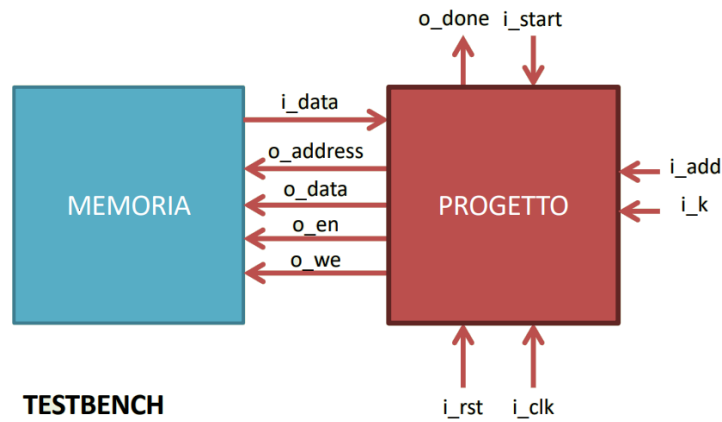 o_done i_start
i_data
o_address
o_data
o_en
o_we
MEMORIA
PROGETTO
i_add
i_k
i_rst i_clk
TESTBENCH